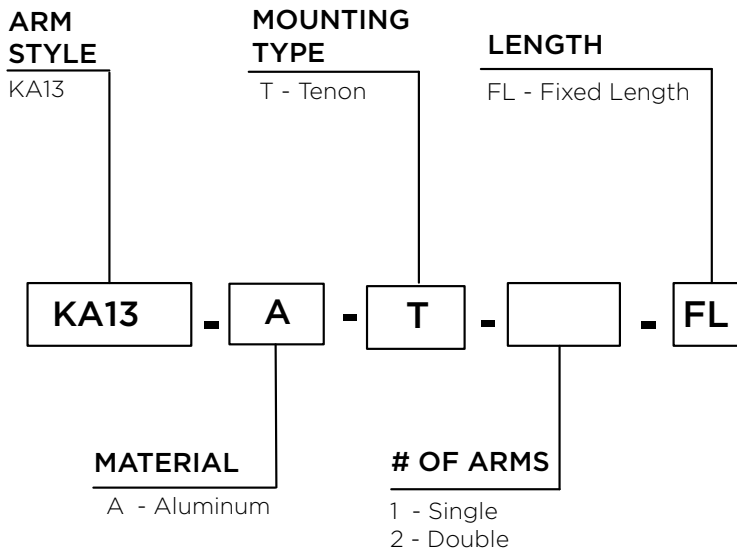 ARM
STYLE
KA13
MOUNTING
TYPE
T - Tenon
LENGTH
FL - Fixed Length
KA13 - A - T - - FL
MATERIAL
A - Aluminum
# OF ARMS
1 - Single
2 - Double